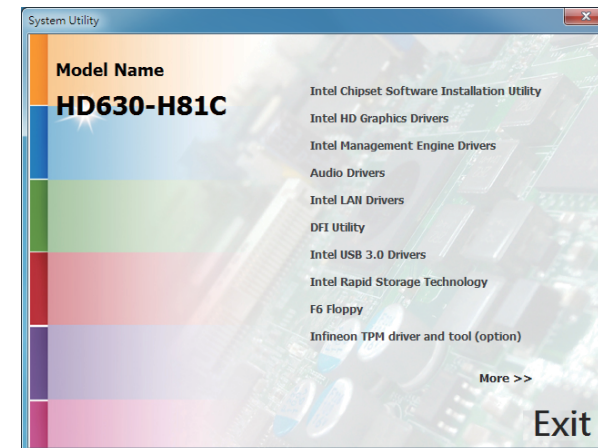 System Utility
Model Name
HD630-H81C
Intel Chipset Software Installation Utility
Intel HD Graphics Drivers
Intel Management Engine Drivers
Audio Drivers
Intel LAN Drivers
DFI Utility
Intel USB 3.0 Drivers
Intel Rapid Storage Technology
F6 Floppy
Infineon TPM driver and tool (option)
More >>
Exit